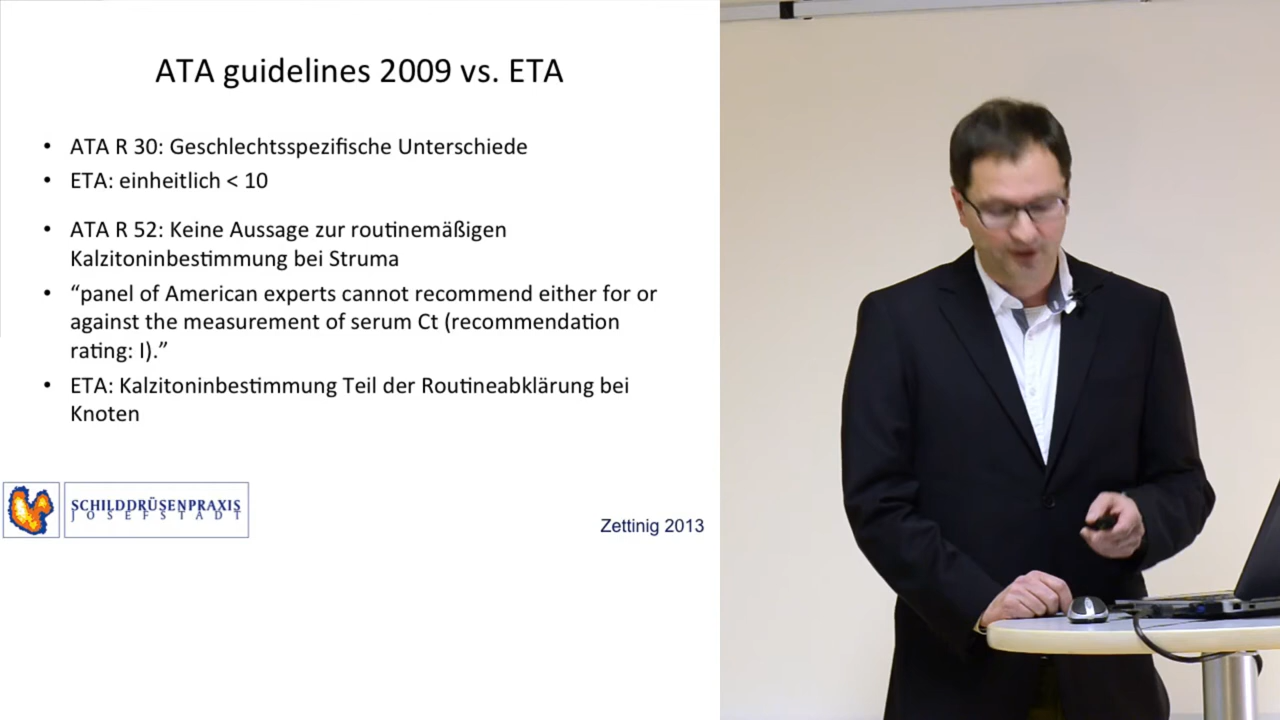 ATA guidelines 2009 vs. ETA
• ATA R 30: Geschlechtsspezifische Unterschiede
• ETA: einheitlich < 10
• ATA R 52: Keine Aussage zur routinemäßigen
Kalzitoninbestimmung bei Struma
• “panel of American experts cannot recommend either for or
against the measurement of serum Ct (recommendation
rating: I).”
• ETA: Kalzitoninbestimmung Teil der Routineabklärung bei
Knoten
SCHILDDRÜSENPRAXIS
JOSEFSTADT
Zettinig 2013